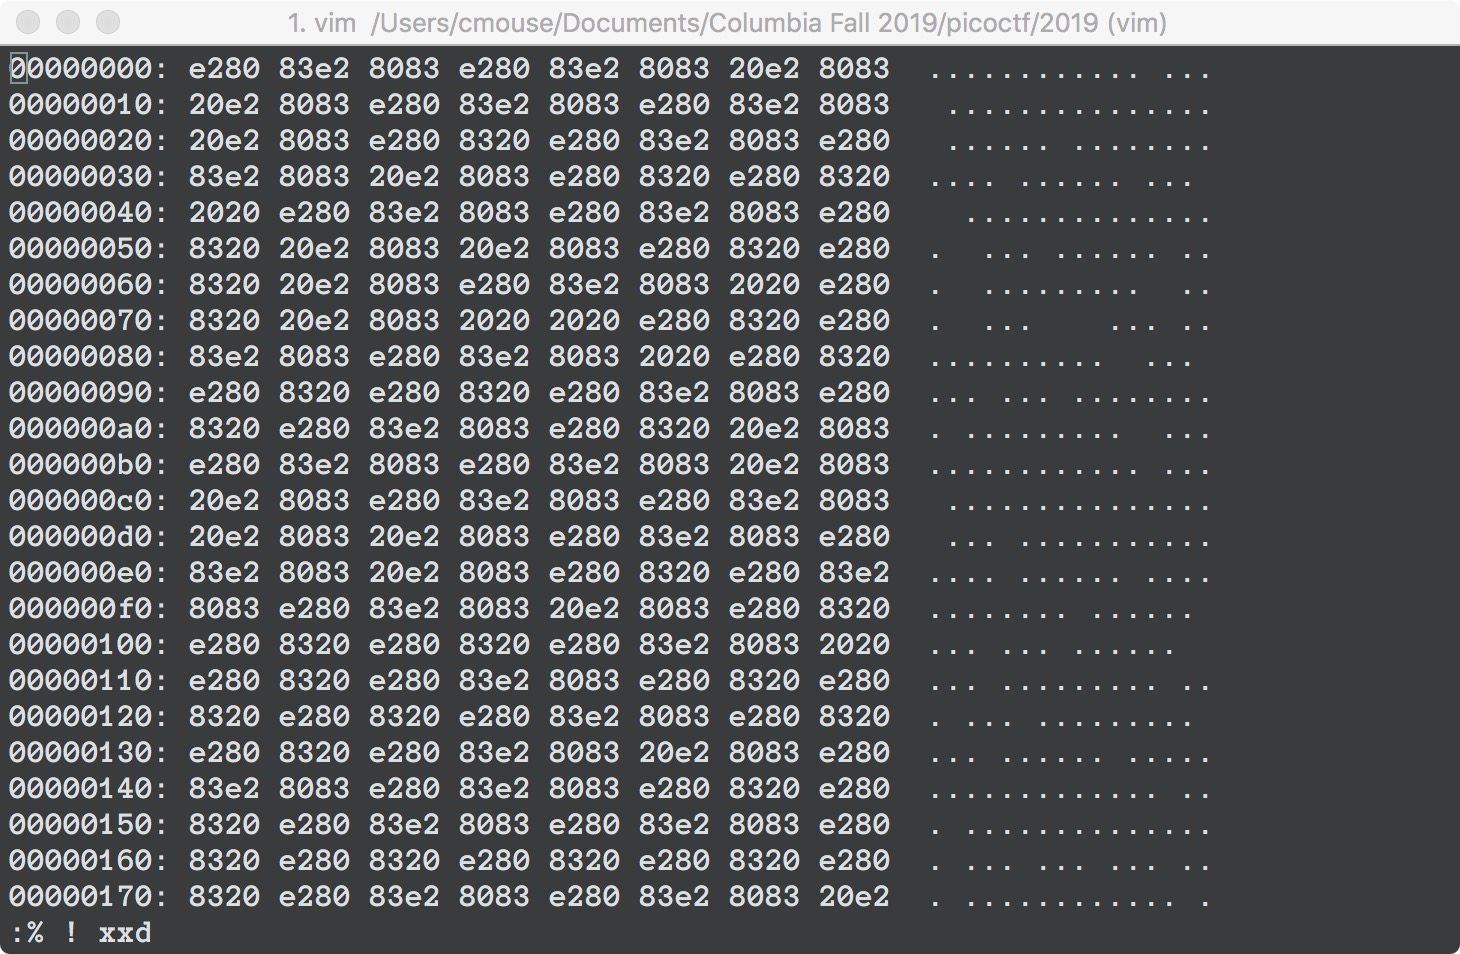 1. vim  /Users/cmouse/Documents/Columbia Fall 2019/picoctf/2019 (vim)
00000000: e280 83e2 8083 e280 83e2 8083 20e2 8083  ............ ...
00000010: 20e2 8083 e280 83e2 8083 e280 83e2 8083   ...............
00000020: 20e2 8083 e280 8320 e280 83e2 8083 e280   ...... ........
00000030: 83e2 8083 20e2 8083 e280 8320 e280 8320  .... ...... ... 
00000040: 2020 e280 83e2 8083 e280 83e2 8083 e280    ..............
00000050: 8320 20e2 8083 20e2 8083 e280 8320 e280  .  ... ...... ..
00000060: 8320 20e2 8083 e280 83e2 8083 2020 e280  .  .........  ..
00000070: 8320 20e2 8083 2020 2020 e280 8320 e280  .  ...    ... ..
00000080: 83e2 8083 e280 83e2 8083 2020 e280 8320  ..........  ... 
00000090: e280 8320 e280 8320 e280 83e2 8083 e280  ... ... ........
000000a0: 8320 e280 83e2 8083 e280 8320 20e2 8083  . .........  ...
000000b0: e280 83e2 8083 e280 83e2 8083 20e2 8083  ............ ...
000000c0: 20e2 8083 e280 83e2 8083 e280 83e2 8083   ...............
000000d0: 20e2 8083 20e2 8083 e280 83e2 8083 e280   ... ...........
000000e0: 83e2 8083 20e2 8083 e280 8320 e280 83e2  .... ...... ....
000000f0: 8083 e280 83e2 8083 20e2 8083 e280 8320  ........ ...... 
00000100: e280 8320 e280 8320 e280 83e2 8083 2020  ... ... ......  
00000110: e280 8320 e280 83e2 8083 e280 8320 e280  ... ......... ..
00000120: 8320 e280 8320 e280 83e2 8083 e280 8320  . ... ......... 
00000130: e280 8320 e280 83e2 8083 20e2 8083 e280  ... ...... .....
00000140: 83e2 8083 e280 83e2 8083 e280 8320 e280  ............. ..
00000150: 8320 e280 83e2 8083 e280 83e2 8083 e280  . ..............
00000160: 8320 e280 8320 e280 8320 e280 8320 e280  . ... ... ... ..
00000170: 8320 e280 83e2 8083 e280 83e2 8083 20e2  . ............ .
:% ! xxd